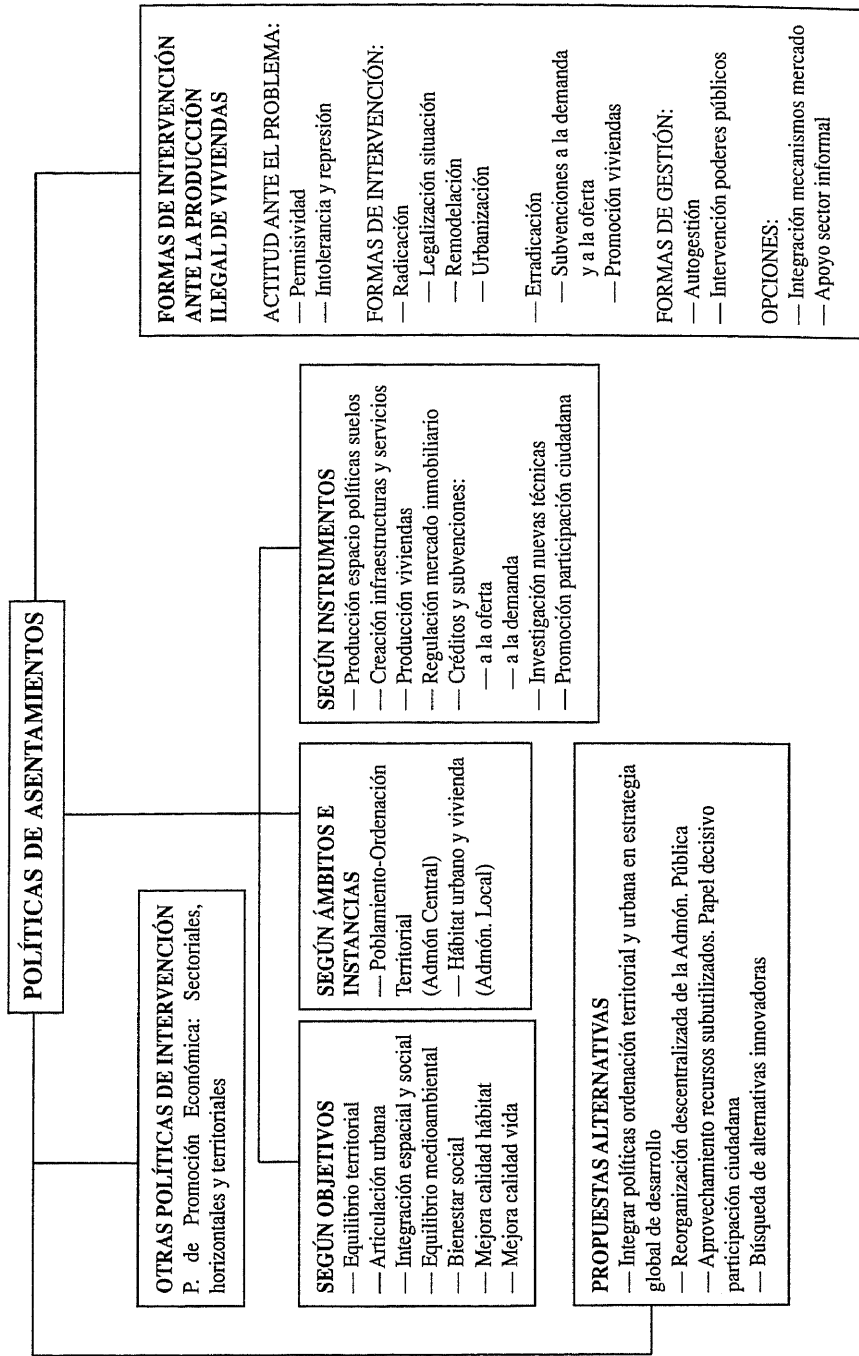 POLÍTICAS DE ASENTAMIENTOS
OTRAS POLÍTICAS DE INTERVENCIÓN
P. de Promoción Económica: Sectoriales,
horizontales y territoriales
SEGÚN OBJETIVOS
— Equilibrio territorial
— Articulación urbana
— Integración espacial y social
— Equilibrio medioambiental
— Bienestar social
— Mejora calidad hábitat
— Mejora calidad vida
SEGÚN ÁMBITOS E
INSTANCIAS
— Poblamiento-Ordenación
Territorial
(Admón Central)
— Hábitat urbano y vivienda
(Admón. Local)
SEGÚN INSTRUMENTOS
— Producción espacio políticas suelos
— Creación infraestructuras y servicios
— Producción viviendas
— Regulación mercado inmobiliario
— Créditos y subvenciones:
— a la oferta
— a la demanda
— Investigación nuevas técnicas
— Promoción participación ciudadana
FORMAS DE INTERVENCIÓN
ANTE LA PRODUCCIÓN
ILEGAL DE VIVIENDAS
ACTITUD ANTE EL PROBLEMA:
— Permisividad
— Intolerancia y represión
FORMAS DE INTERVENCIÓN:
— Radicación
— Legalización situación
— Remodelación
— Urbanización
— Erradicación
— Subvenciones a la demanda
y a la oferta
— Promoción viviendas
FORMAS DE GESTIÓN:
— Autogestión
— Intervención poderes públicos
OPCIONES:
— Integración mecanismos mercado
— Apoyo sector informal
PROPUESTAS ALTERNATIVAS
— Integrar políticas ordenación territorial y urbana en estrategia
global de desarrollo
— Reorganización descentralizada de la Admón. Pública
— Aprovechamiento recursos subutilizados. Papel decisivo
participación ciudadana
— Búsqueda de alternativas innovadoras